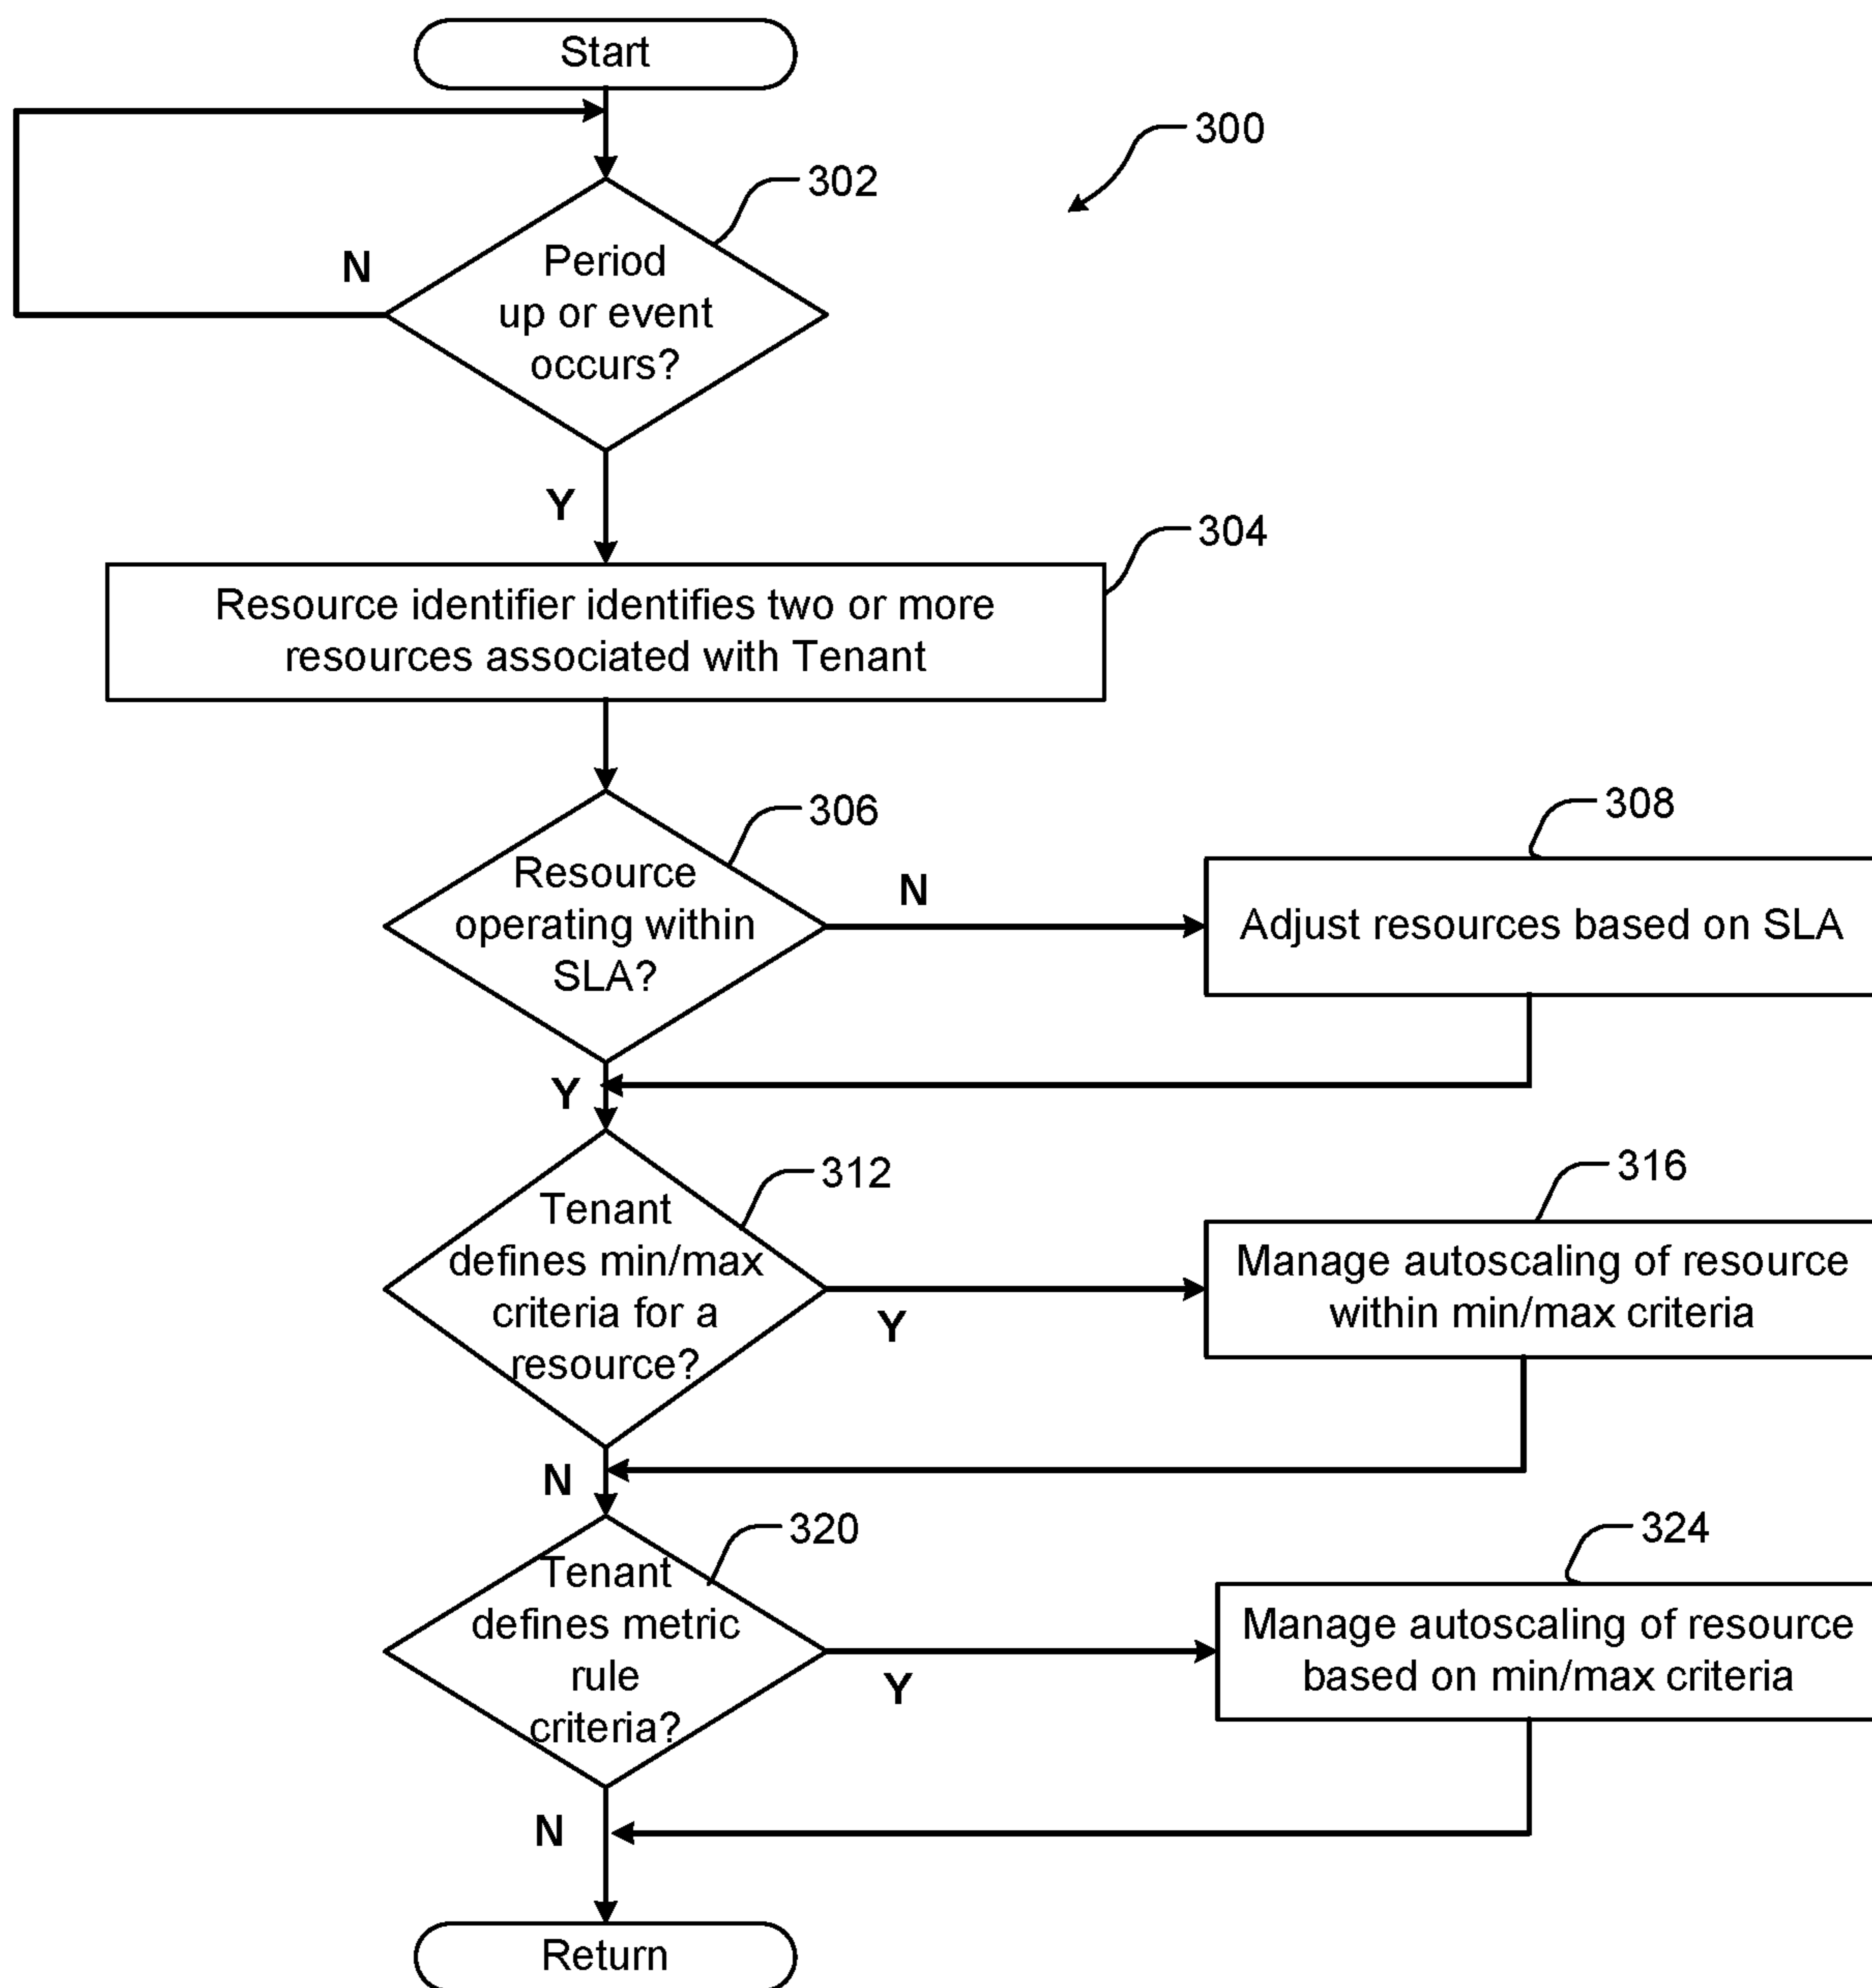 Start
300
302
Period
up or event
occurs?
N
Y
304
Resource identifier identifies two or more
resources associated with Tenant
306
Resource
operating within
SLA?
N
308
Adjust resources based on SLA
Y
312
Tenant
defines min/max
criteria for a
resource?
Y
316
Manage autoscaling of resource
within min/max criteria
N
320
Tenant
defines metric
rule
criteria?
Y
324
Manage autoscaling of resource
based on min/max criteria
N
Return